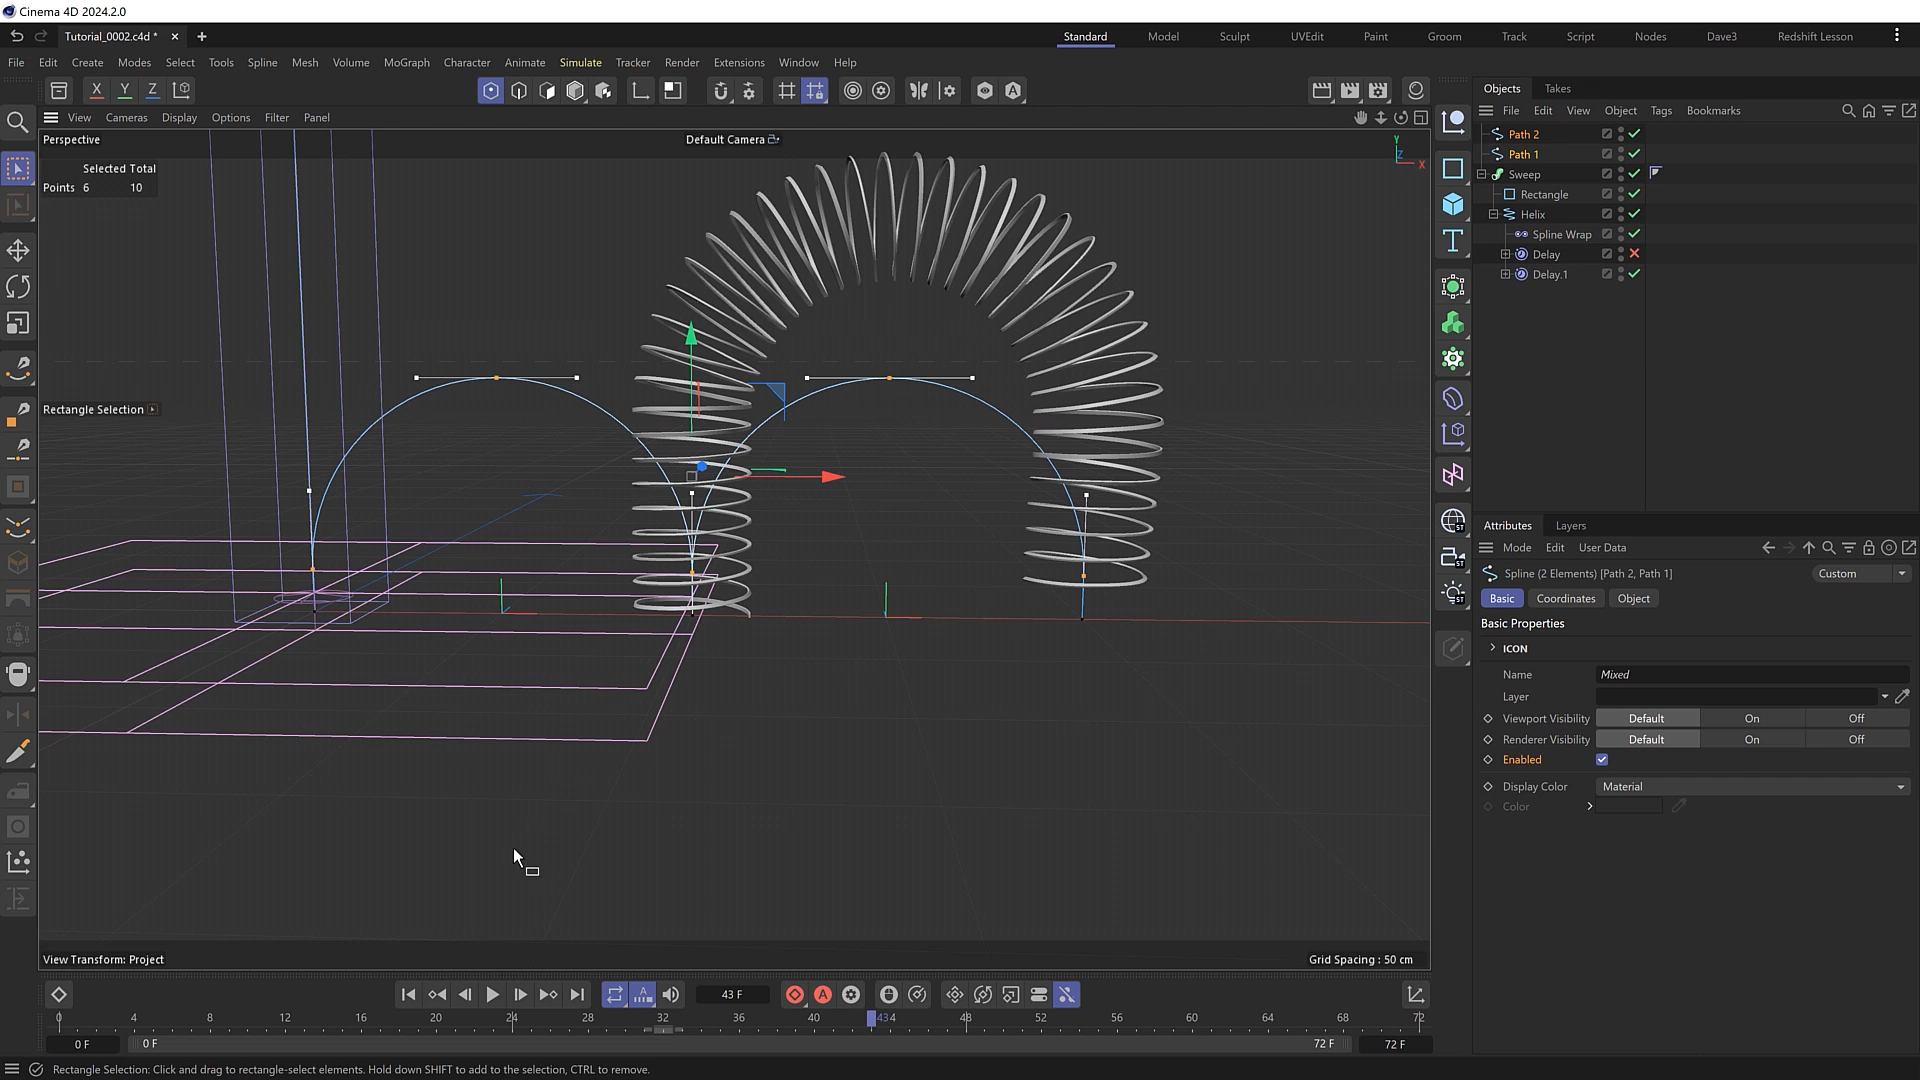 Cinema 4D 2024.2.0
Tutorial_0002.c4d *
Standard Model Sculpt UVEdit Paint Groom Track Script Nodes Dave3 Redshift Lesson
File Edit Create Modes Select Tools Spline Mesh Volume MoGraph Character Animate Simulate Tracker Render Extensions Window Help
X Y Z
Objects Takes
File Edit View Object Tags Bookmarks
View Cameras Display Options Filter Panel
Perspective
Default Camera
Selected Total
Points 6 10
Y
Z
X
Path 2
Path 1
Sweep
Rectangle
Helix
Spline Wrap
Delay
Delay.1
Rectangle Selection
ST
ST
ST
Attributes Layers
Mode Edit User Data
Spline (2 Elements) [Path 2, Path 1]
Custom
Basic Coordinates Object
Basic Properties
ICON
Name Mixed
Layer
Viewport Visibility Default On Off
Renderer Visibility Default On Off
Enabled
Display Color Material
Color
View Transform: Project
Grid Spacing : 50 cm
43 F
0 4 8 12 16 20 24 28 32 36 40 434 48 52 56 60 64 68 72
0 F 0 F 72 F 72 F
Rectangle Selection: Click and drag to rectangle-select elements. Hold down SHIFT to add to the selection, CTRL to remove.